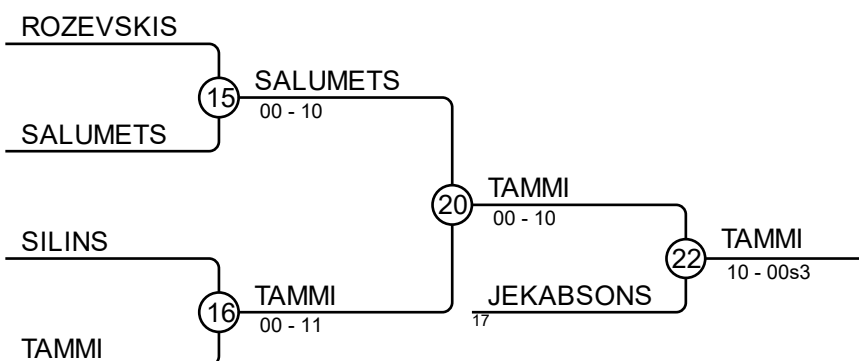 ROZEVSKIS
15
SALUMETS
00 - 10
SALUMETS
20
TAMMI
00 - 10
SILINS
22
TAMMI
10 - 00s3
16
TAMMI
00 - 11
JEKABSONS
17
TAMMI